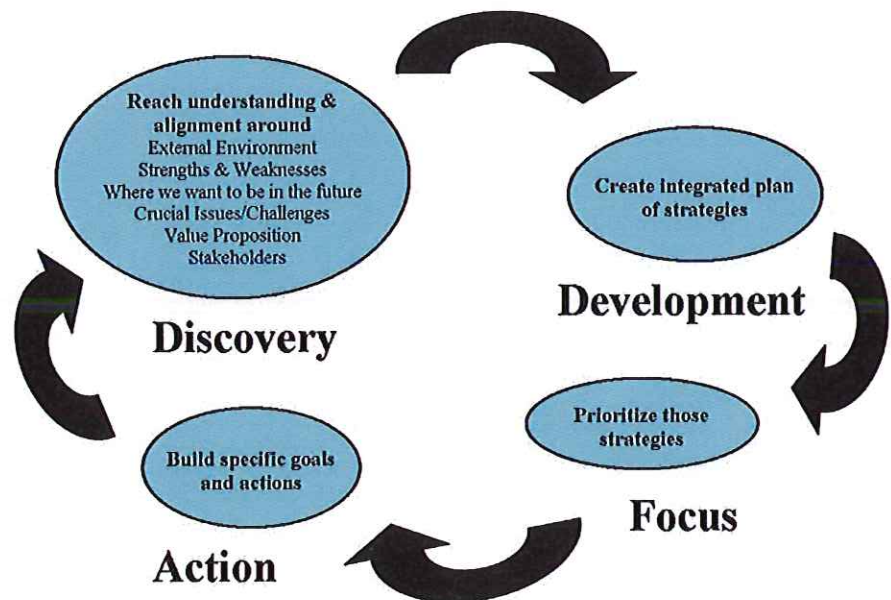 Reach understanding &
alignment around
External Environment
Strengths & Weaknesses
Where we want to be in the future
Crucial Issues/Challenges
Value Proposition
Stakeholders
Discovery
Create integrated plan
of strategies
Development
Prioritize those
strategies
Focus
Build specific goals
and actions
Action